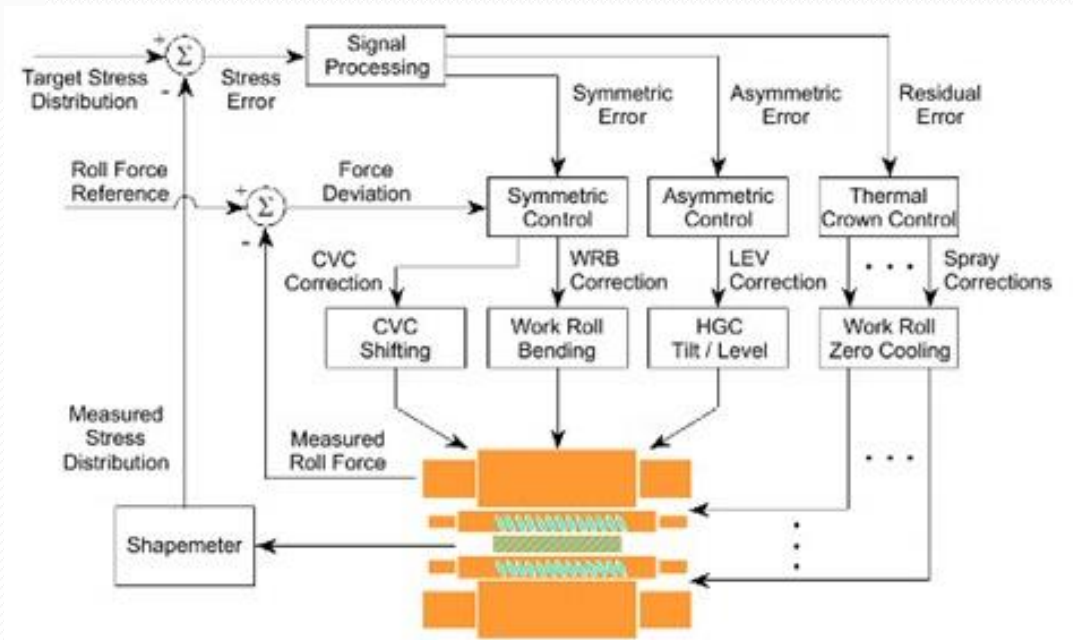 Signal
Processing
+
Σ
-
Target Stress
Distribution
Stress
Error
Symmetric
Error
Asymmetric
Error
Residual
Error
Roll Force
Reference
+
Σ
-
Force
Deviation
Symmetric
Control
Asymmetric
Control
Thermal
Crown Control
CVC
Correction
WRB
Correction
LEV
Correction
Spray
Corrections
CVC
Shifting
Work Roll
Bending
HGC
Tilt / Level
Work Roll
Zero Cooling
Measured
Stress
Distribution
Measured
Roll Force
Shapemeter